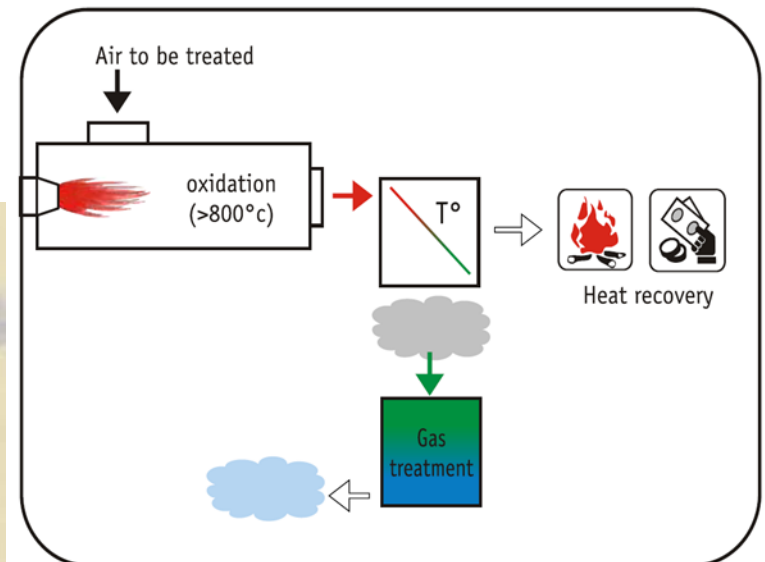 Air to be treated
oxidation
(>800°c)
T°
Heat recovery
Gas
treatment